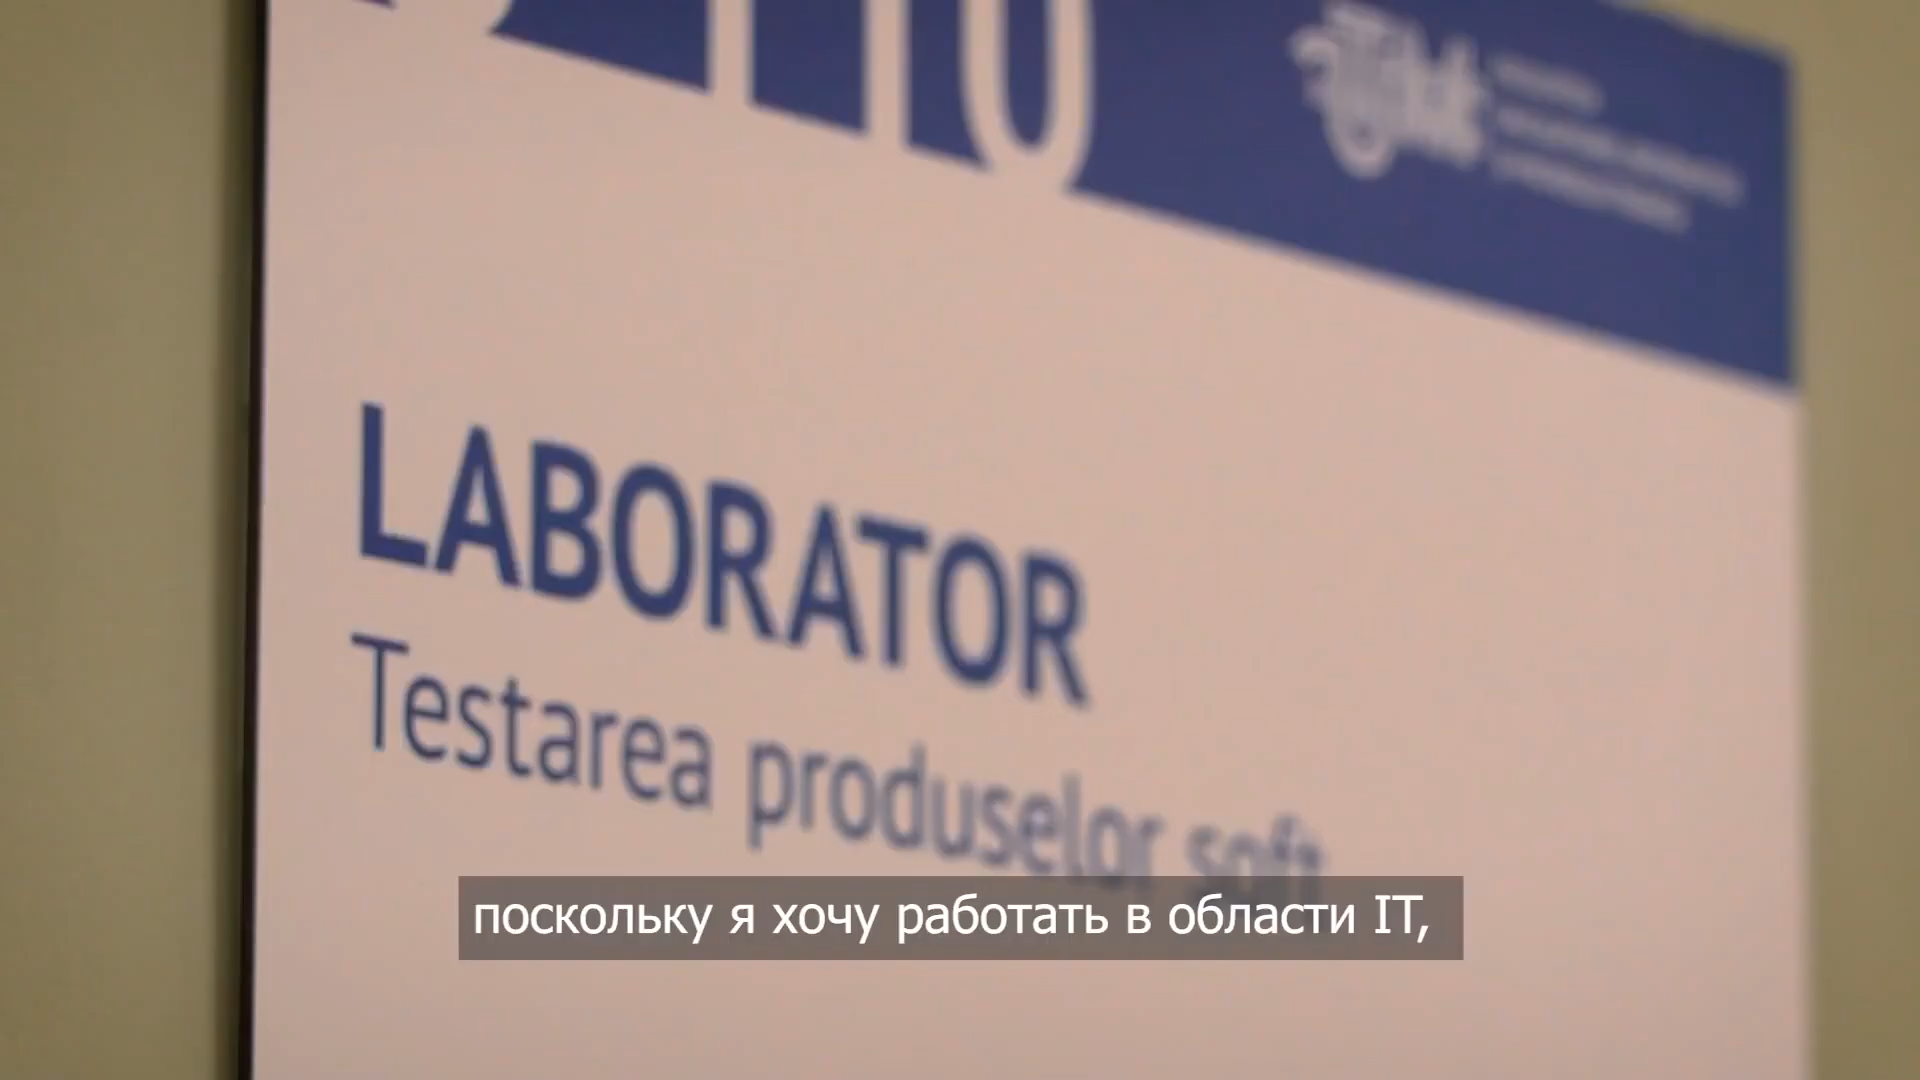 LABORATOR
Testarea produselor soft
поскольку я хочу работать в области IT,